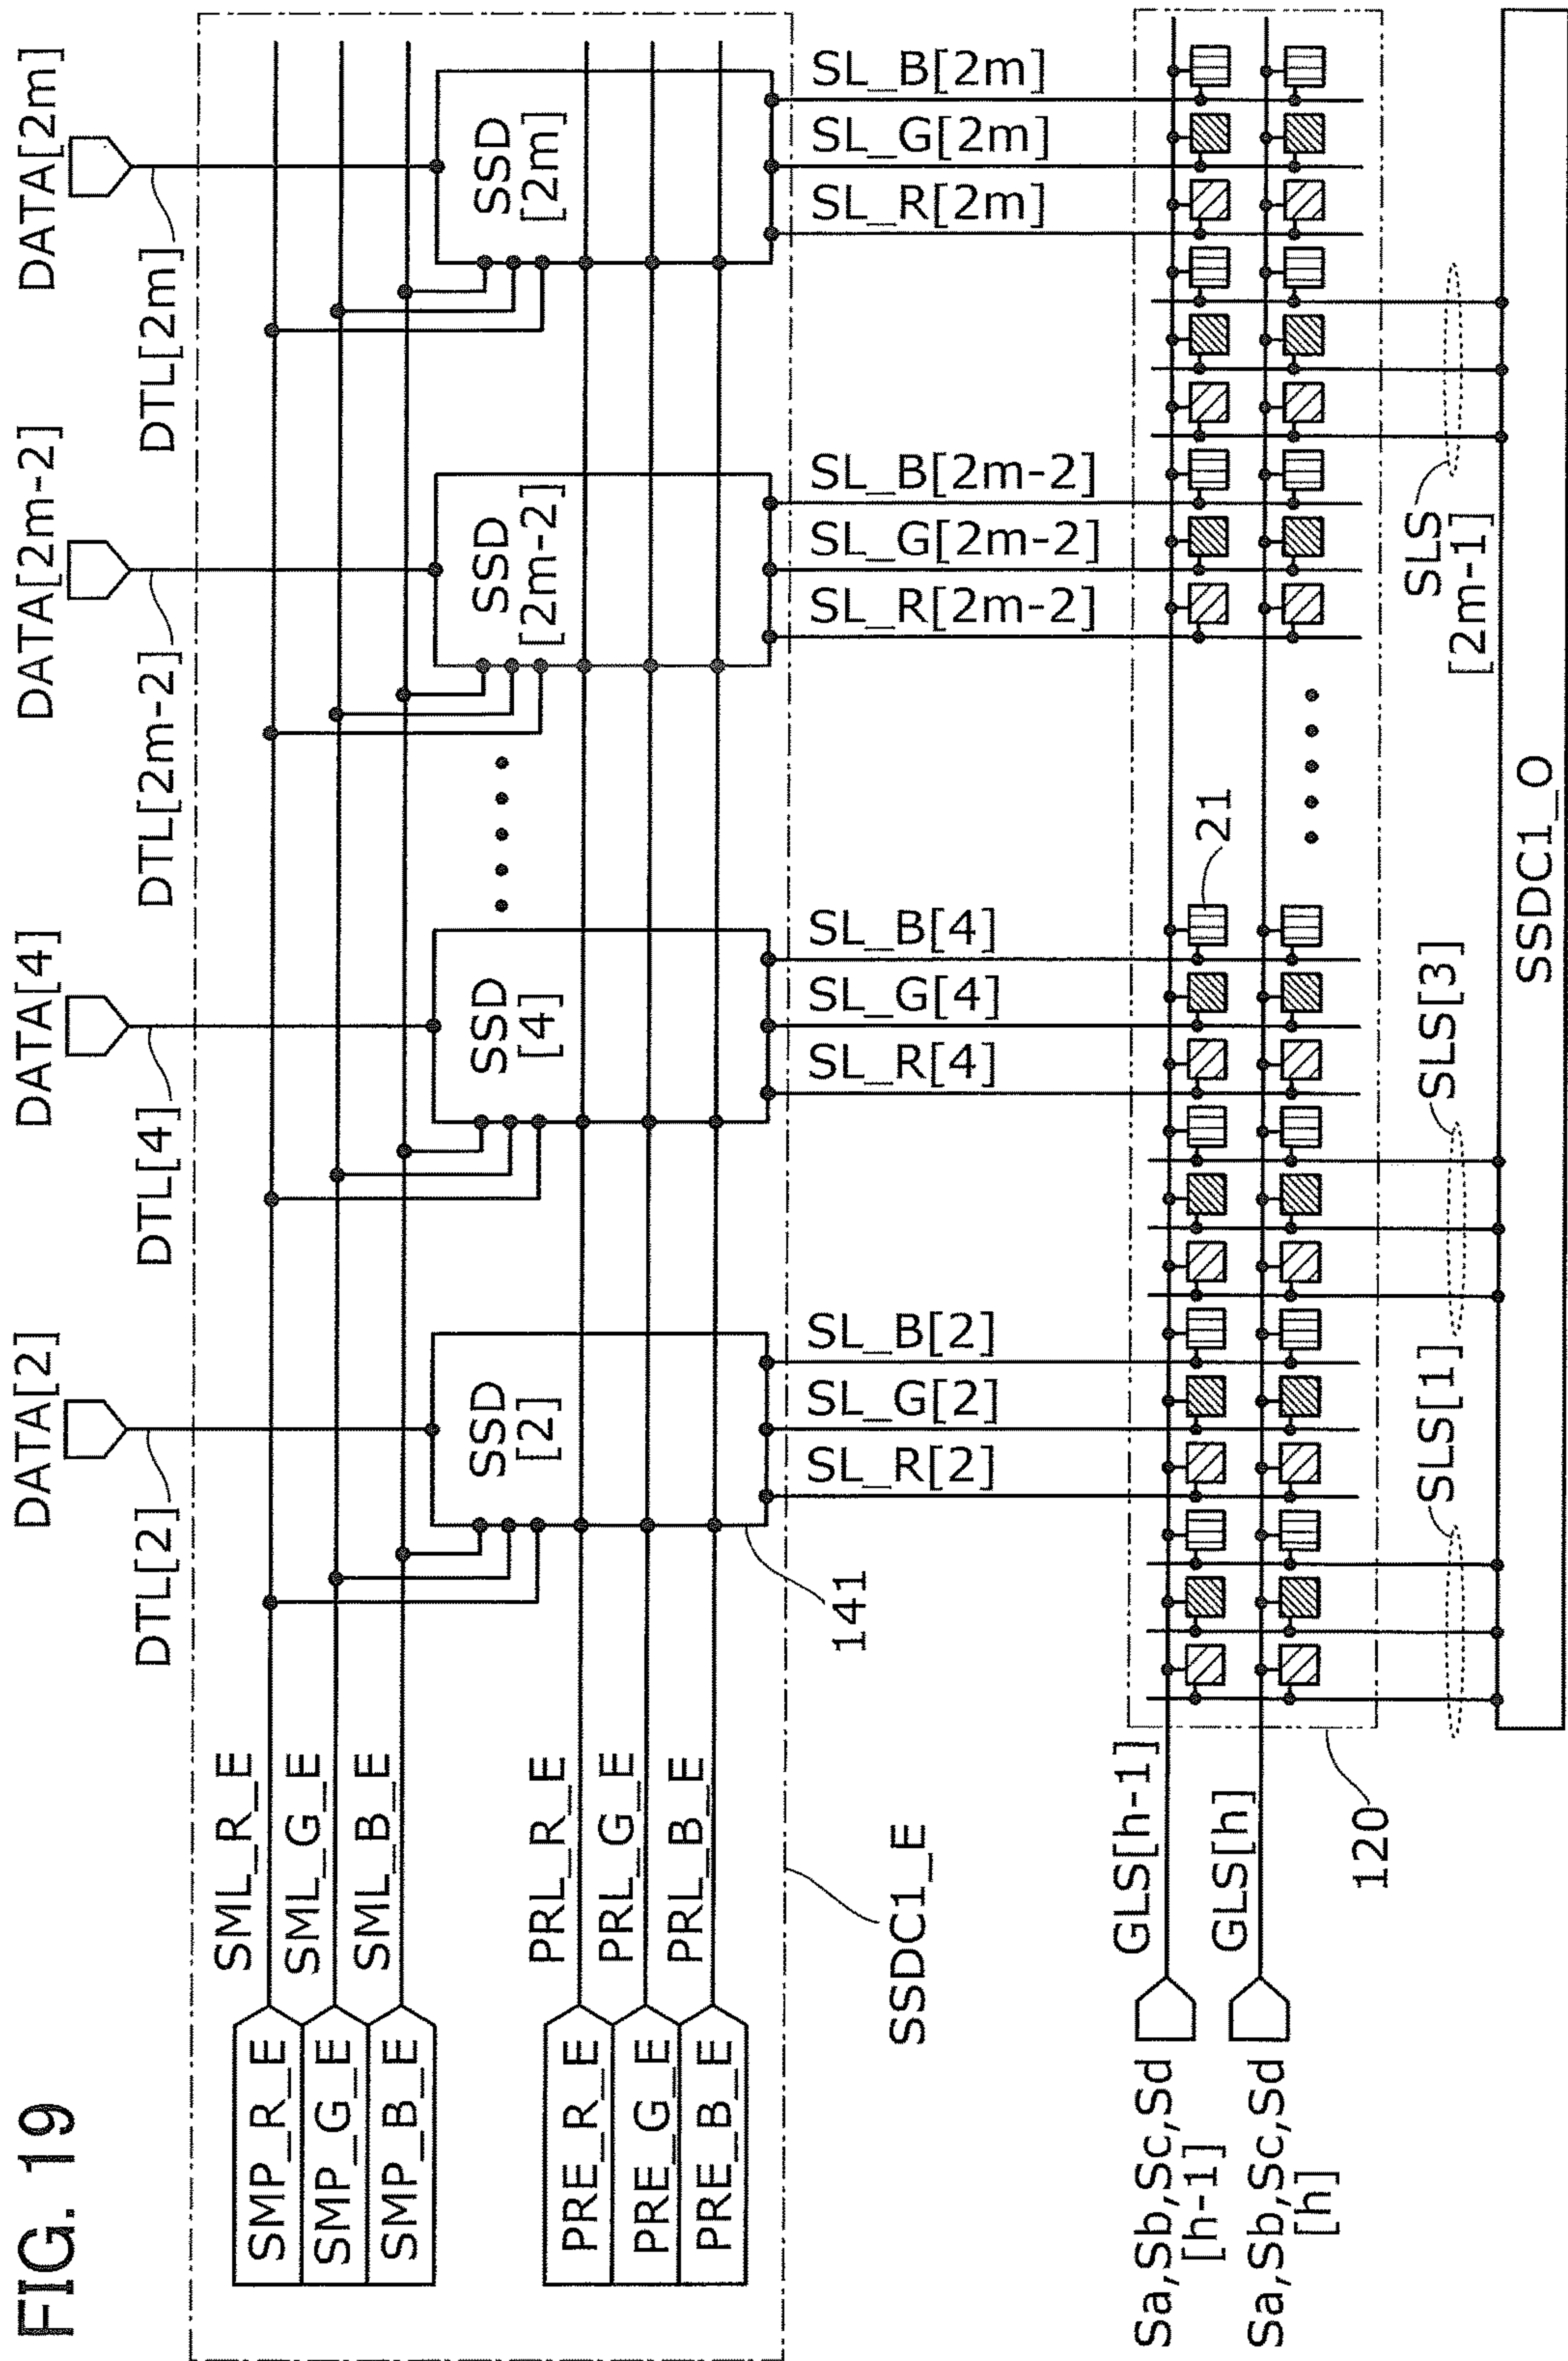 FIG. 19
DATA[2]
DATA[4]
DATA[2m-2]
DATA[2m]
DTL[2]
DTL[4]
DTL[2m-2]
DTL[2m]
SMP_R_E
SML_R_E
SMP_G_E
SML_G_E
SMP_B_E
SML_B_E
SSD
[2]
SSD
[4]
SSD
[2m-2]
SSD
[2m]
PRE_R_E
PRL_R_E
PRE_G_E
PRL_G_E
PRE_B_E
PRL_B_E
141
SSDC1_E
SL_R[2]
SL_G[2]
SL_B[2]
SL_R[4]
SL_G[4]
SL_B[4]
SL_R[2m-2]
SL_G[2m-2]
SL_B[2m-2]
SL_R[2m]
SL_G[2m]
SL_B[2m]
21
Sa,Sb,Sc,Sd
[h-1]
GLS[h-1]
Sa,Sb,Sc,Sd
[h]
GLS[h]
120
SLS[1]
SLS[3]
SLS
[2m-1]
SSDC1_O